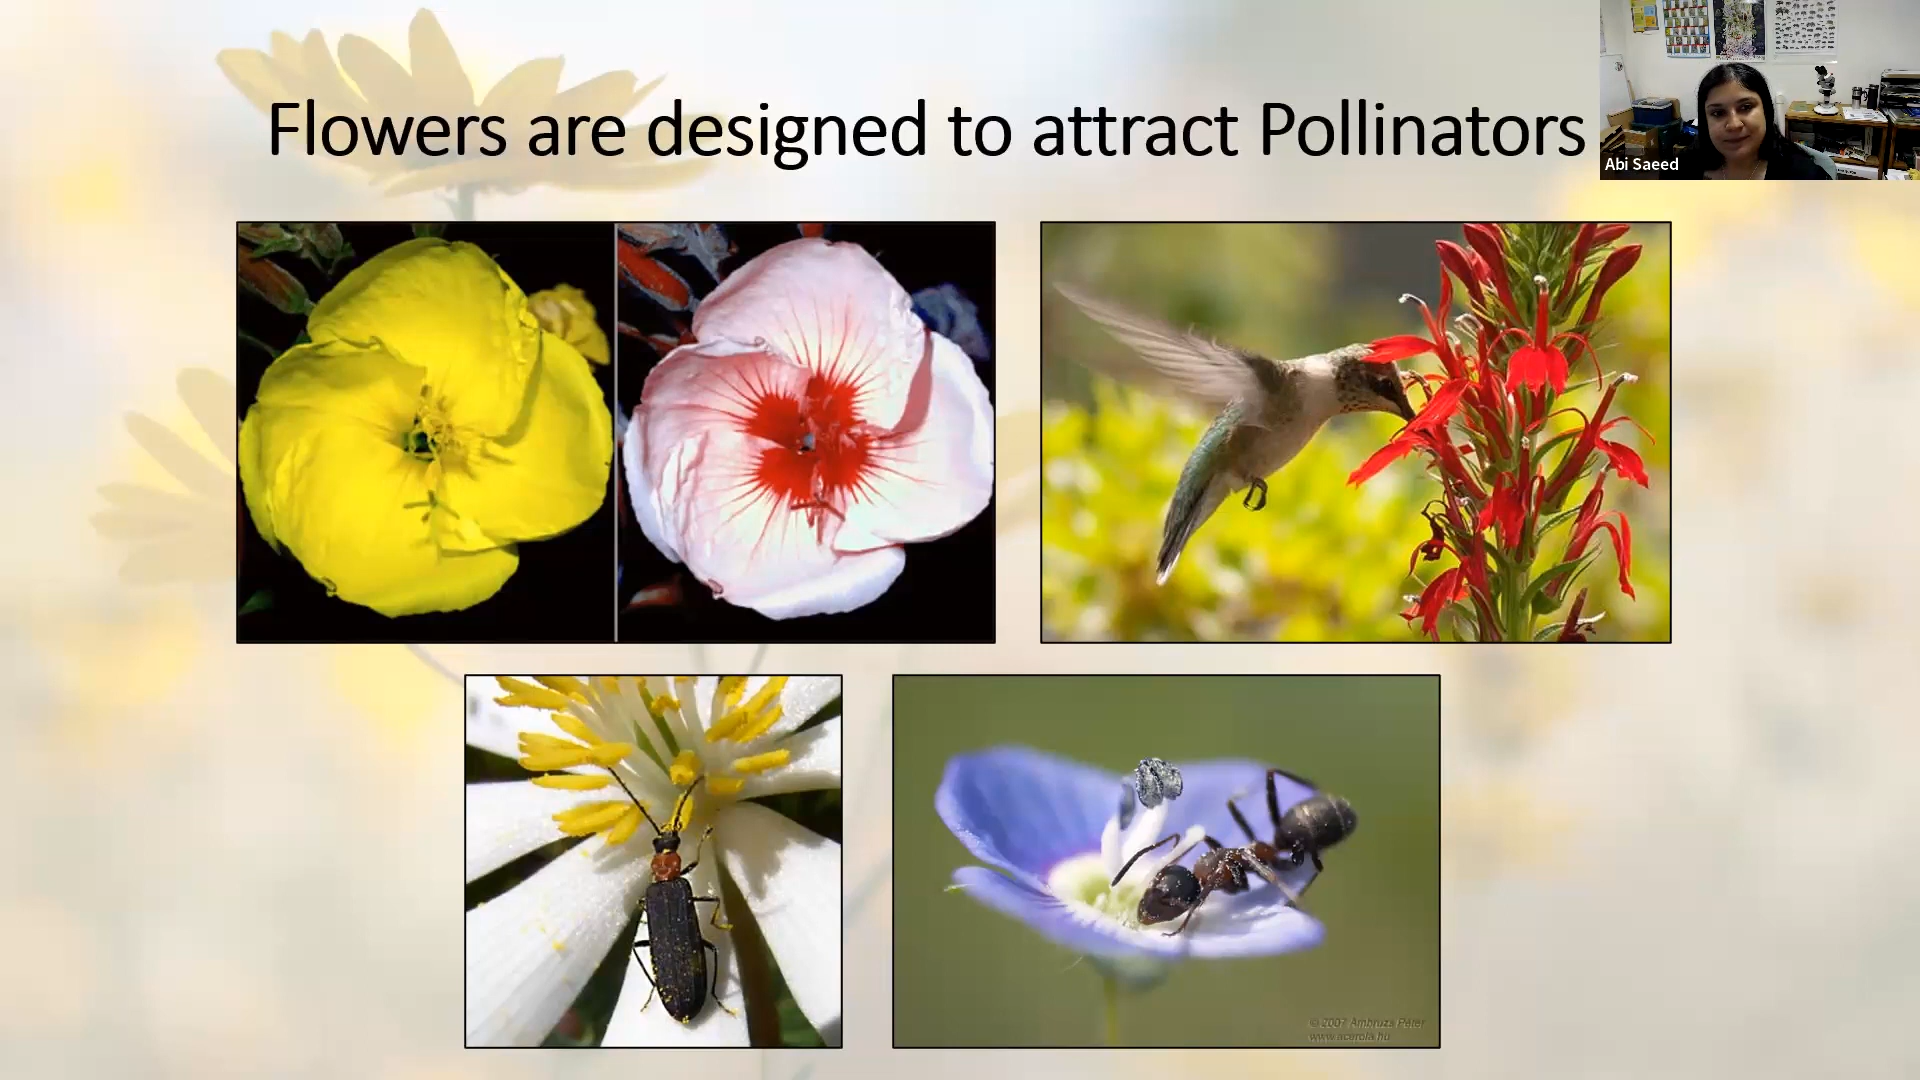 Flowers are designed to attract Pollinators
Abi Saeed
© 2007 Ambruzs Péter
www.acerola.hu